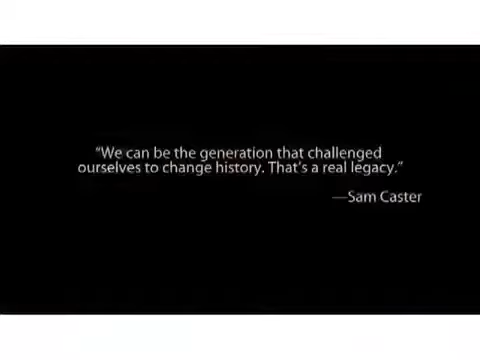 “We can be the generation that challenged
ourselves to change history. That’s a real legacy.”
—Sam Caster